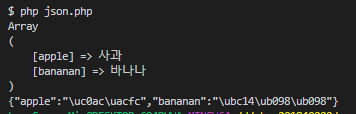 $ php json.php
Array
(
    [apple] => 사과
    [bananan] => 바나나
)
{"apple":"\uc0ac\uacfc","bananan":"\ubc14\ub098\ub098"}